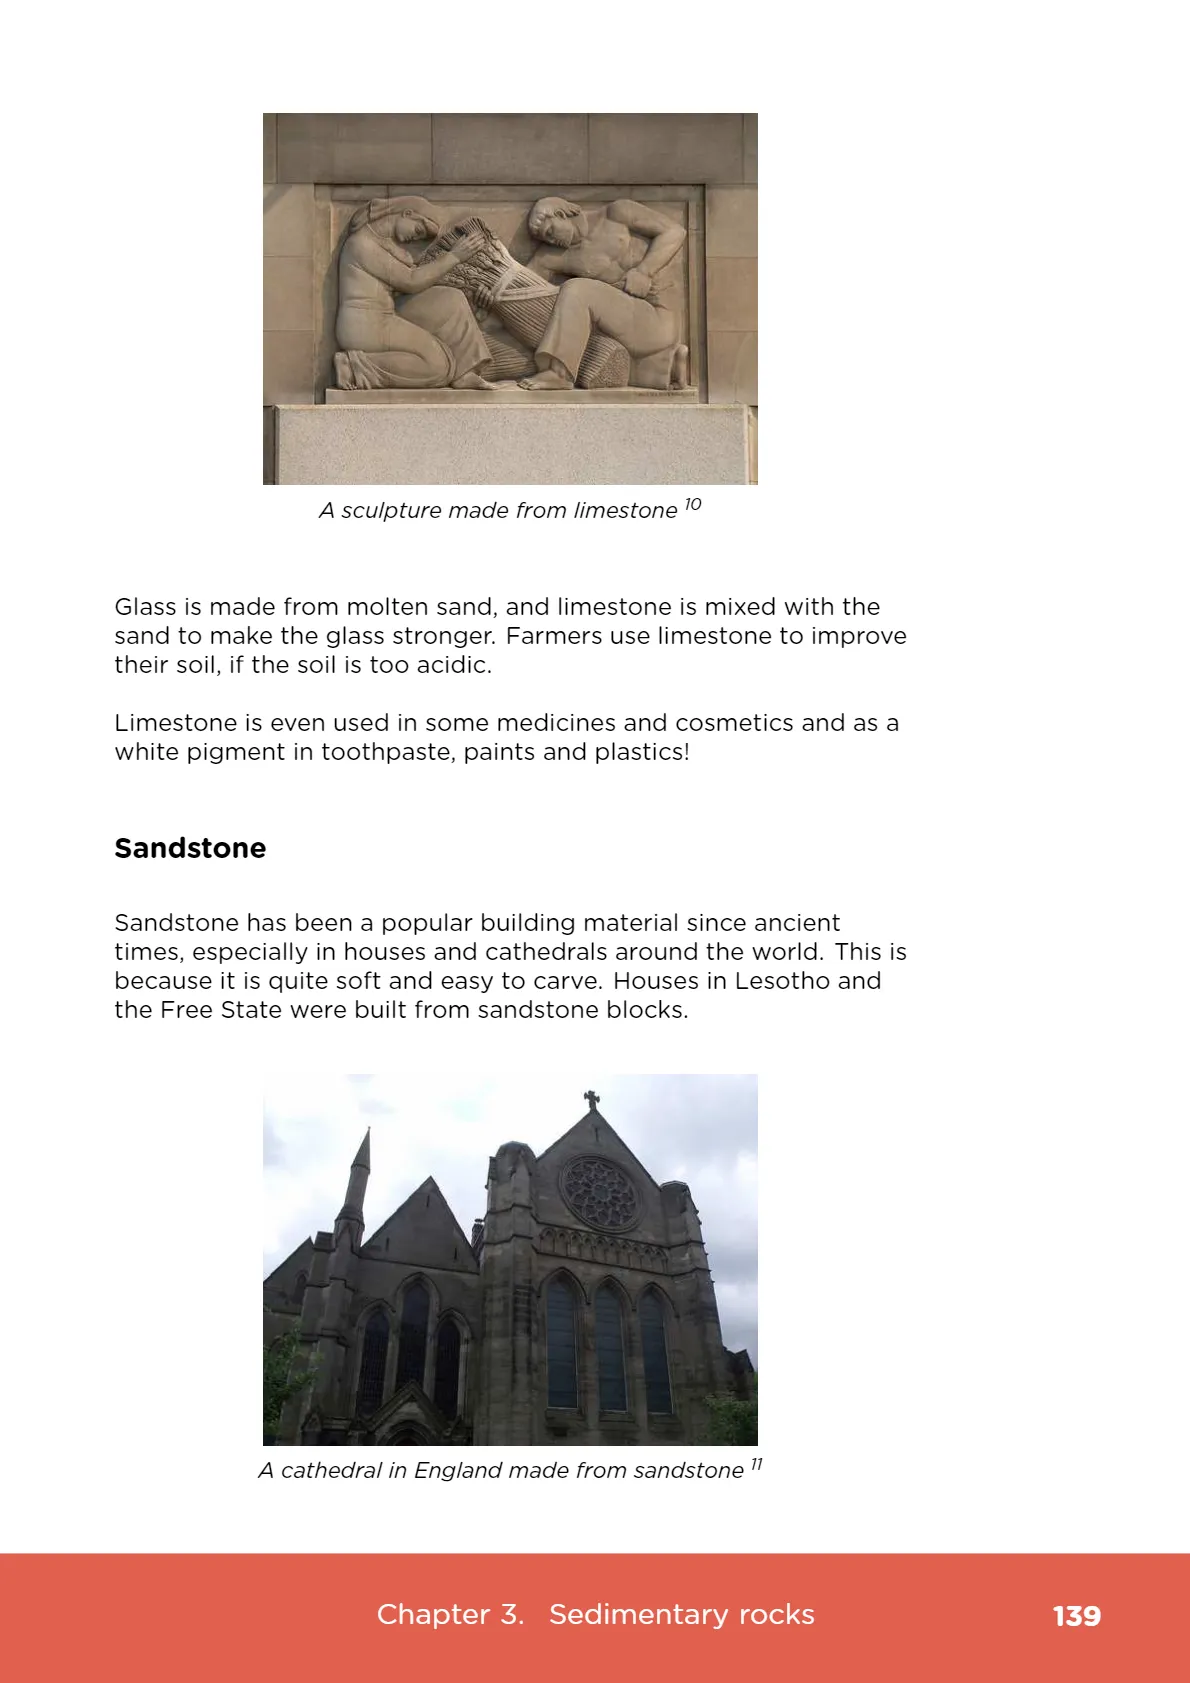 A sculpture made from limestone 10
Glass is made from molten sand, and limestone is mixed with the
sand to make the glass stronger. Farmers use limestone to improve
their soil, if the soil is too acidic.
Limestone is even used in some medicines and cosmetics and as a
white pigment in toothpaste, paints and plastics!
Sandstone
Sandstone has been a popular building material since ancient
times, especially in houses and cathedrals around the world. This is
because it is quite soft and easy to carve. Houses in Lesotho and
the Free State were built from sandstone blocks.
A cathedral in England made from sandstone 11
Chapter 3. Sedimentary rocks 139